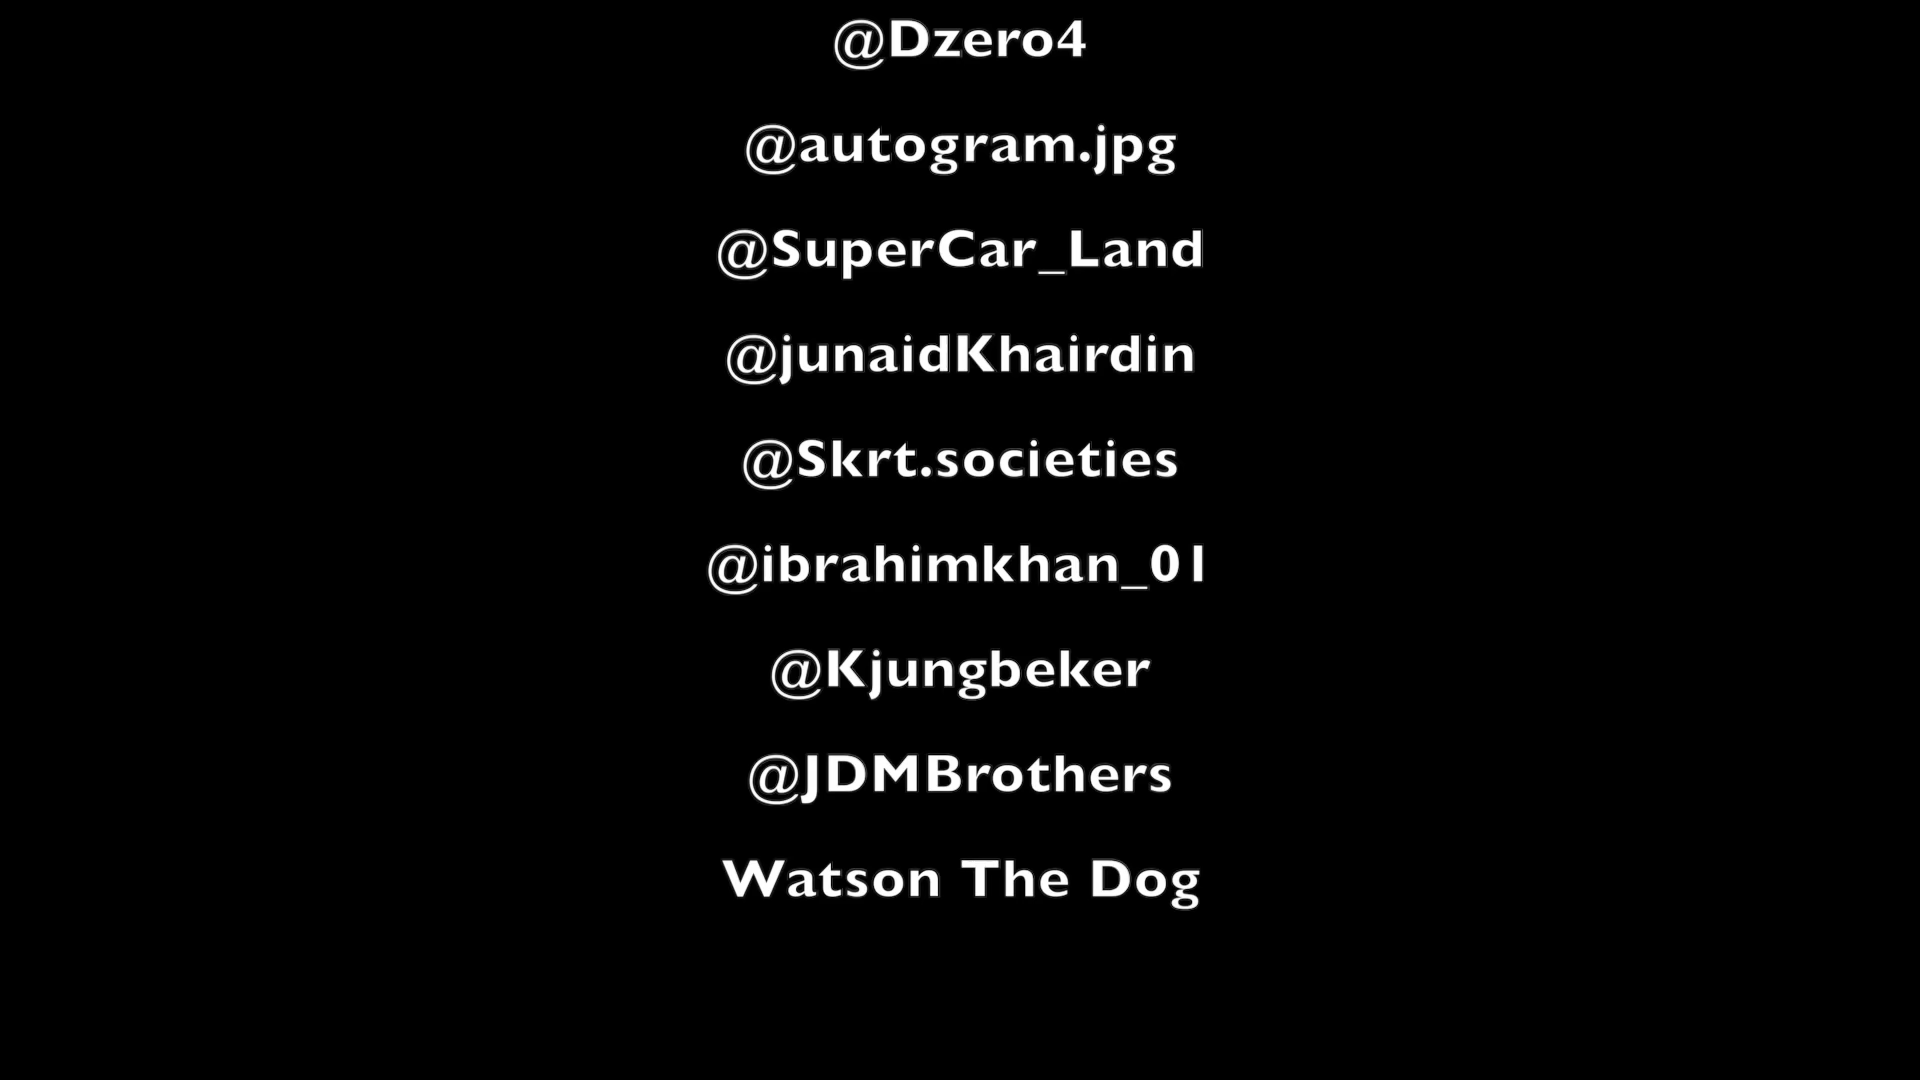 @Dzero4
@autogram.jpg
@SuperCar_Land
@junaidKhairdin
@Skrt.societies
@ibrahimkhan_01
@Kjungbeker
@JDMBrothers
Watson The Dog